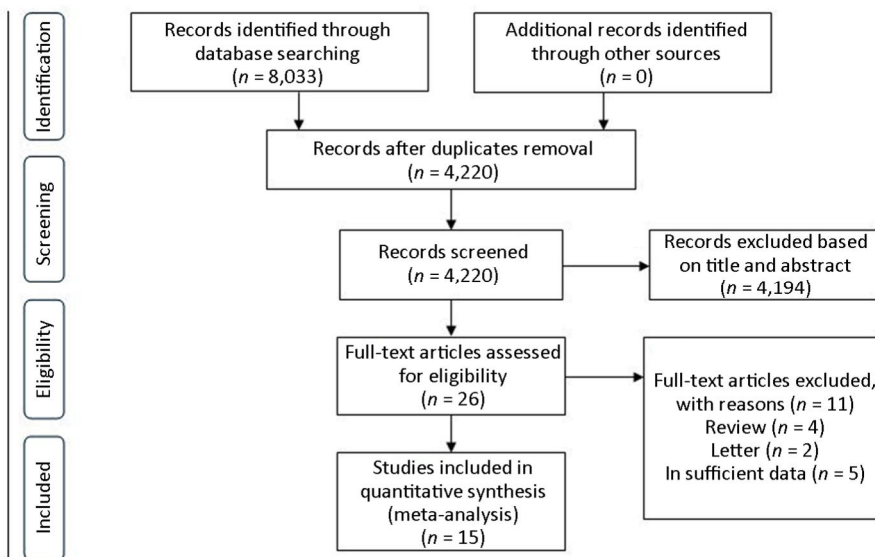 Identification
Records identified through
database searching
(n = 8,033)
Additional records identified
through other sources
(n = 0)
Records after duplicates removal
(n = 4,220)
Screening
Records screened
(n = 4,220)
Records excluded based
on title and abstract
(n = 4,194)
Eligibility
Full-text articles assessed
for eligibility
(n = 26)
Full-text articles excluded,
with reasons (n = 11)
Review (n = 4)
Letter (n = 2)
In sufficient data (n = 5)
Included
Studies included in
quantitative synthesis
(meta-analysis)
(n = 15)